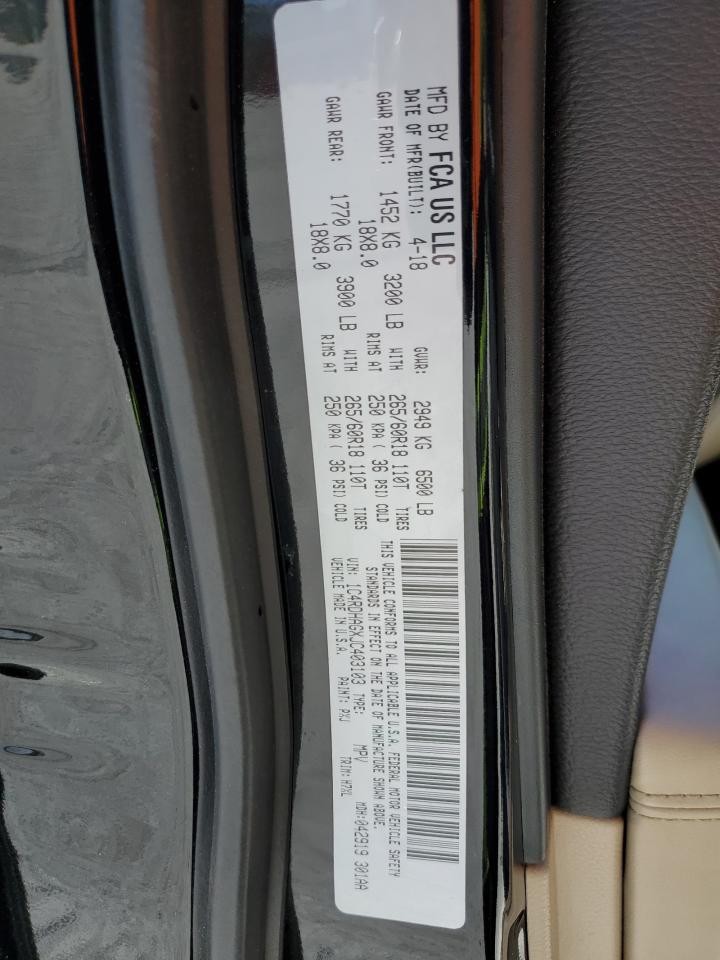 MFD BY FCA US LLC
DATE OF MFR(BUILT): 4-18 GVWR: 2949 KG 6500 LB
GAWR FRONT: 1452 KG 3200 LB WITH 265/60R18 110T TIRES
18X8.0 RIMS AT 250 KPA ( 36 PSI) COLD
GAWR REAR: 1770 KG 3900 LB WITH 265/60R18 110T TIRES
18X8.0 RIMS AT 250 KPA ( 36 PSI) COLD
THIS VEHICLE CONFORMS TO ALL APPLICABLE U.S.A. FEDERAL MOTOR VEHICLE SAFETY
STANDARDS IN EFFECT ON THE DATE OF MANUFACTURE SHOWN ABOVE.
VIN: 1C4RDHAGXJC403103 TYPE: MPV MDH:042919 301AA
VEHICLE MADE IN U.S.A. PAINT: PXJ TRIM: H7XL